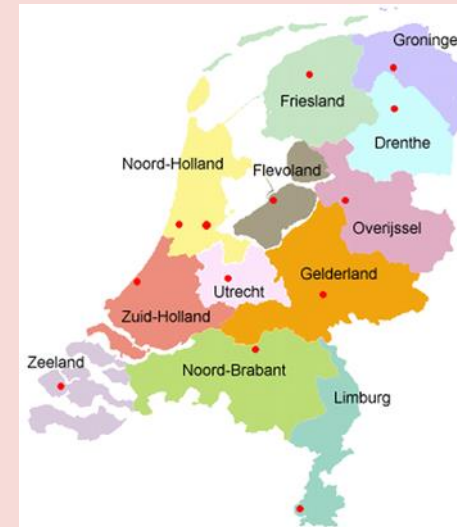 Groninge
Friesland
Drenthe
Noord-Holland
Flevoland
Overijssel
Gelderland
Utrecht
Zuid-Holland
Zeeland
Noord-Brabant
Limburg